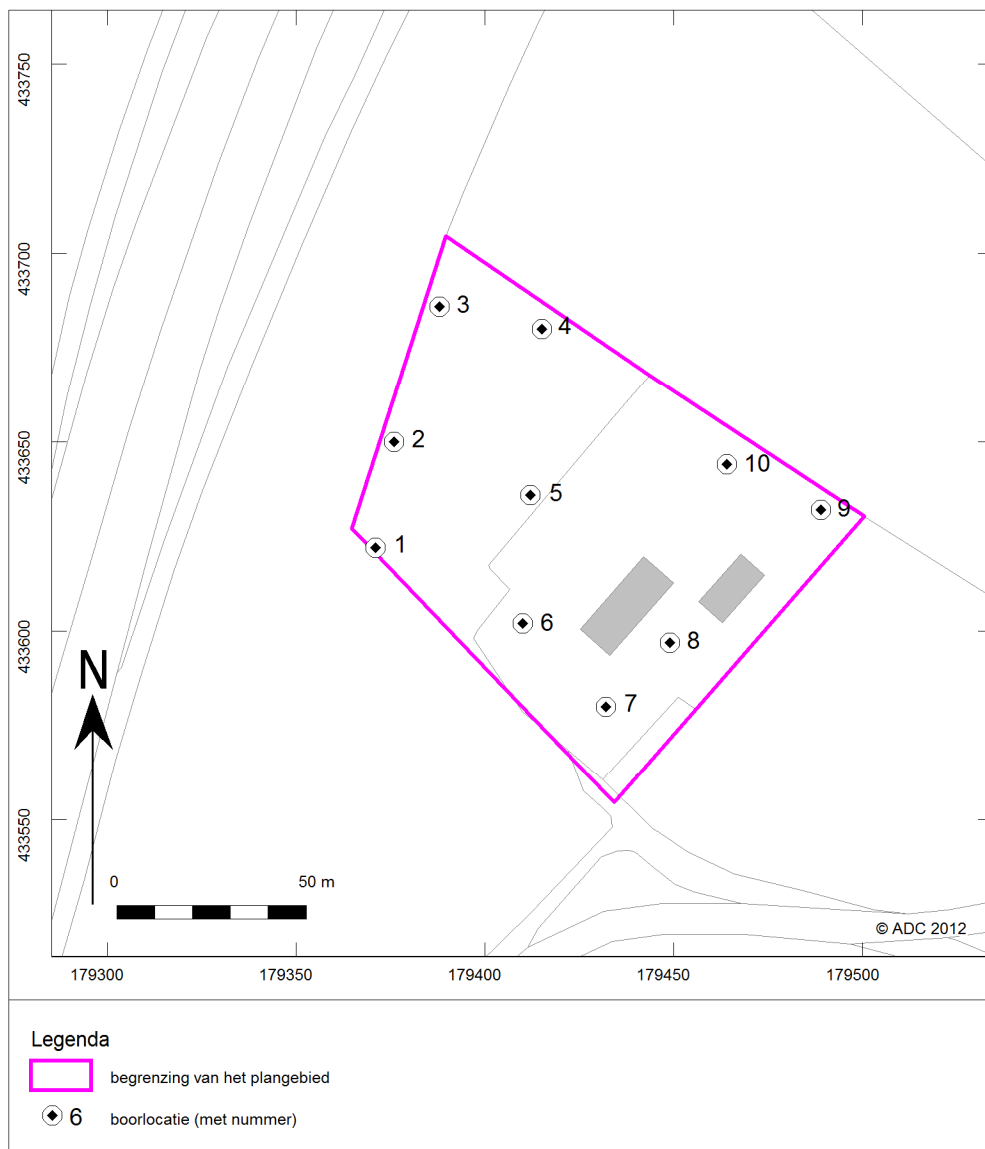 433750
433700
433650
433600
433550
3
4
2
10
5
9
1
6
8
7
N
0 50 m
© ADC 2012
179300 179350 179400 179450 179500
Legenda
begrenzing van het plangebied
6 boorlocatie (met nummer)